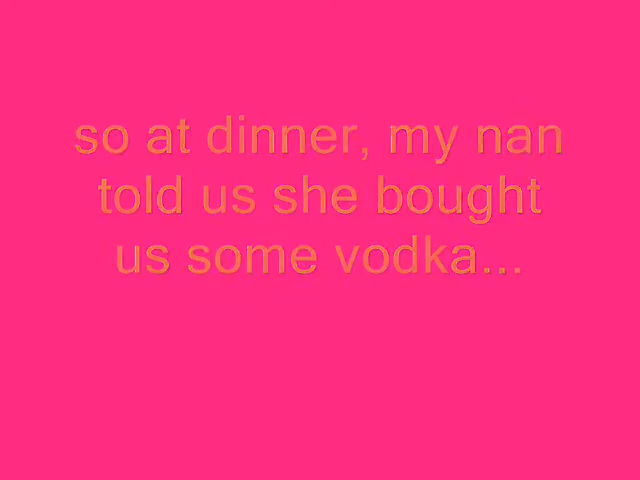 so at dinner, my nan
told us she bought
us some vodka...